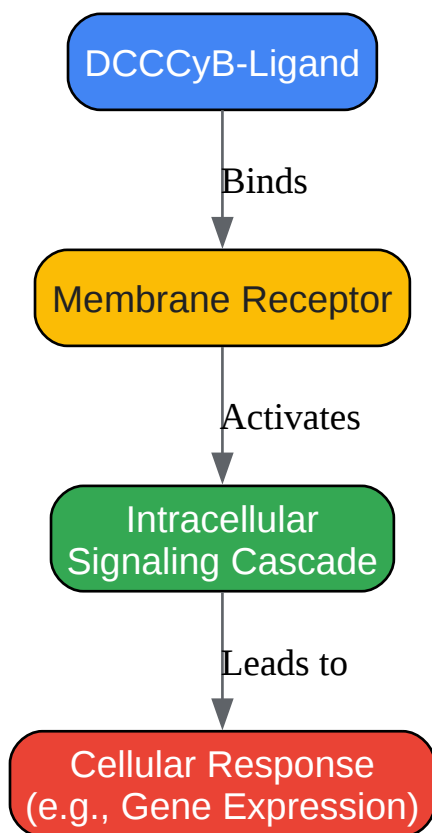 DCCCyB-Ligand
Binds
Membrane Receptor
Activates
Intracellular
Signaling Cascade
Leads to
Cellular Response
(e.g., Gene Expression)